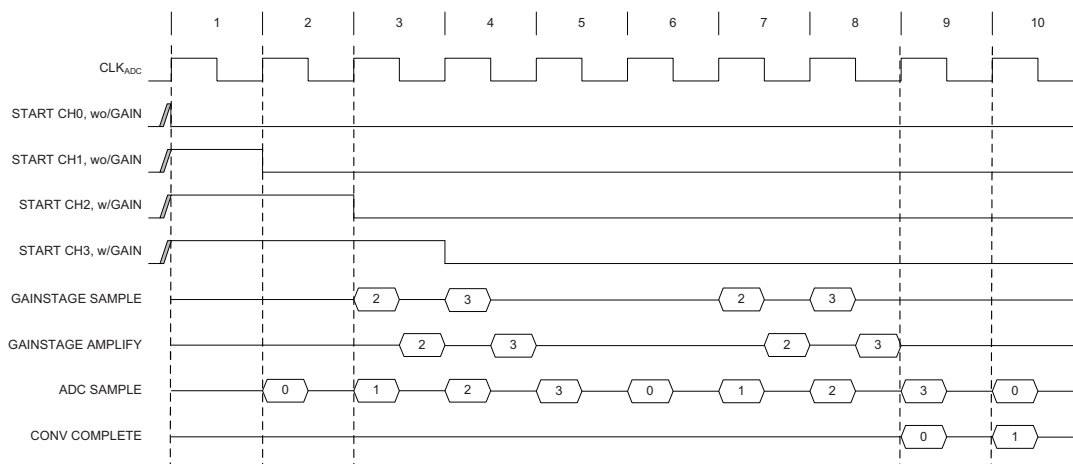 1 2 3 4 5 6 7 8 9 10
CLKADC
START CH0, wo/GAIN
START CH1, wo/GAIN
START CH2, w/GAIN
START CH3, w/GAIN
GAINSTAGE SAMPLE 2 3 2 3
GAINSTAGE AMPLIFY 2 3 2 3
ADC SAMPLE 0 1 2 3 0 1 2 3 0
CONV COMPLETE 0 1